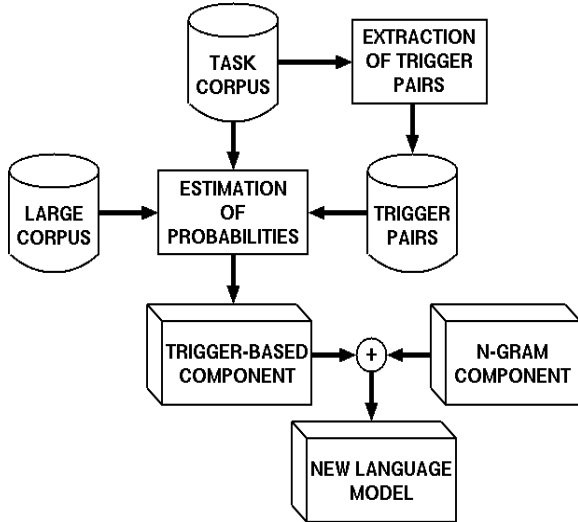 TASK
CORPUS
EXTRACTION
OF TRIGGER
PAIRS
LARGE
CORPUS
ESTIMATION
OF
PROBABILITIES
TRIGGER
PAIRS
TRIGGER-BASED
COMPONENT
+
N-GRAM
COMPONENT
NEW LANGUAGE
MODEL